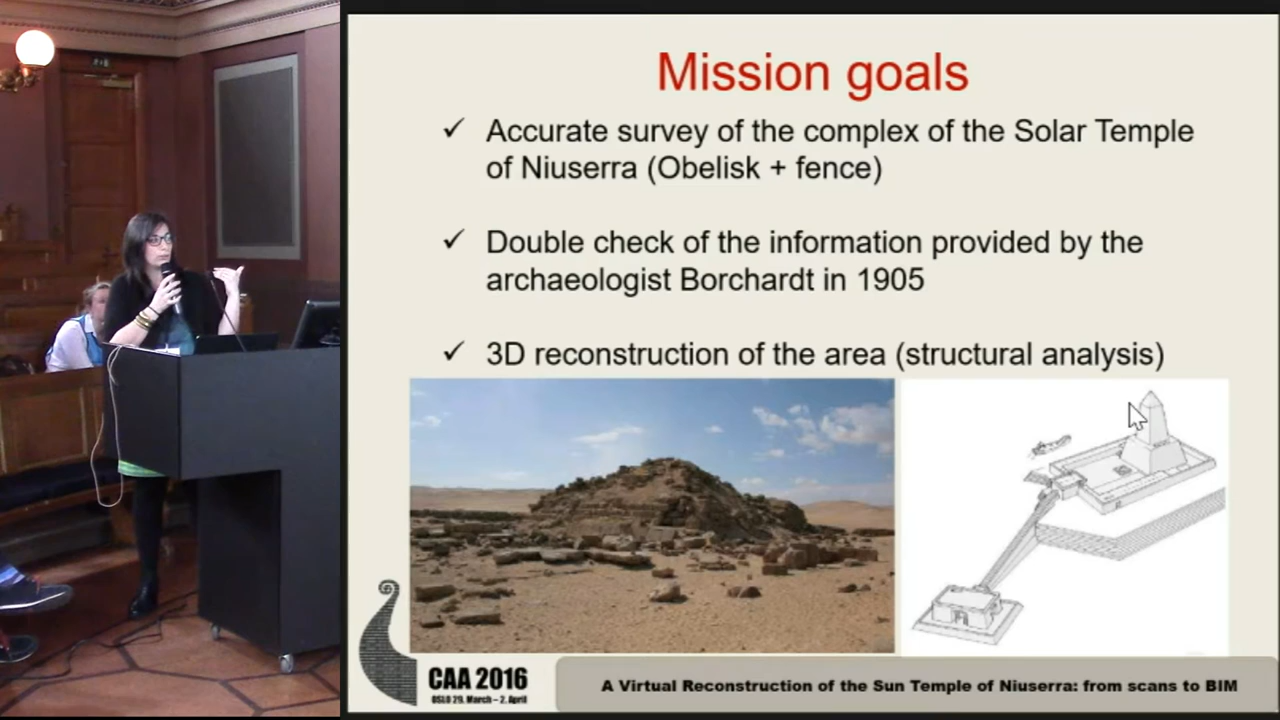 Mission goals
✓ Accurate survey of the complex of the Solar Temple
of Niuserra (Obelisk + fence)
✓ Double check of the information provided by the
archaeologist Borchardt in 1905
✓ 3D reconstruction of the area (structural analysis)
CAA 2016
OSLO 29. March – 2. April
A Virtual Reconstruction of the Sun Temple of Niuserra: from scans to BIM